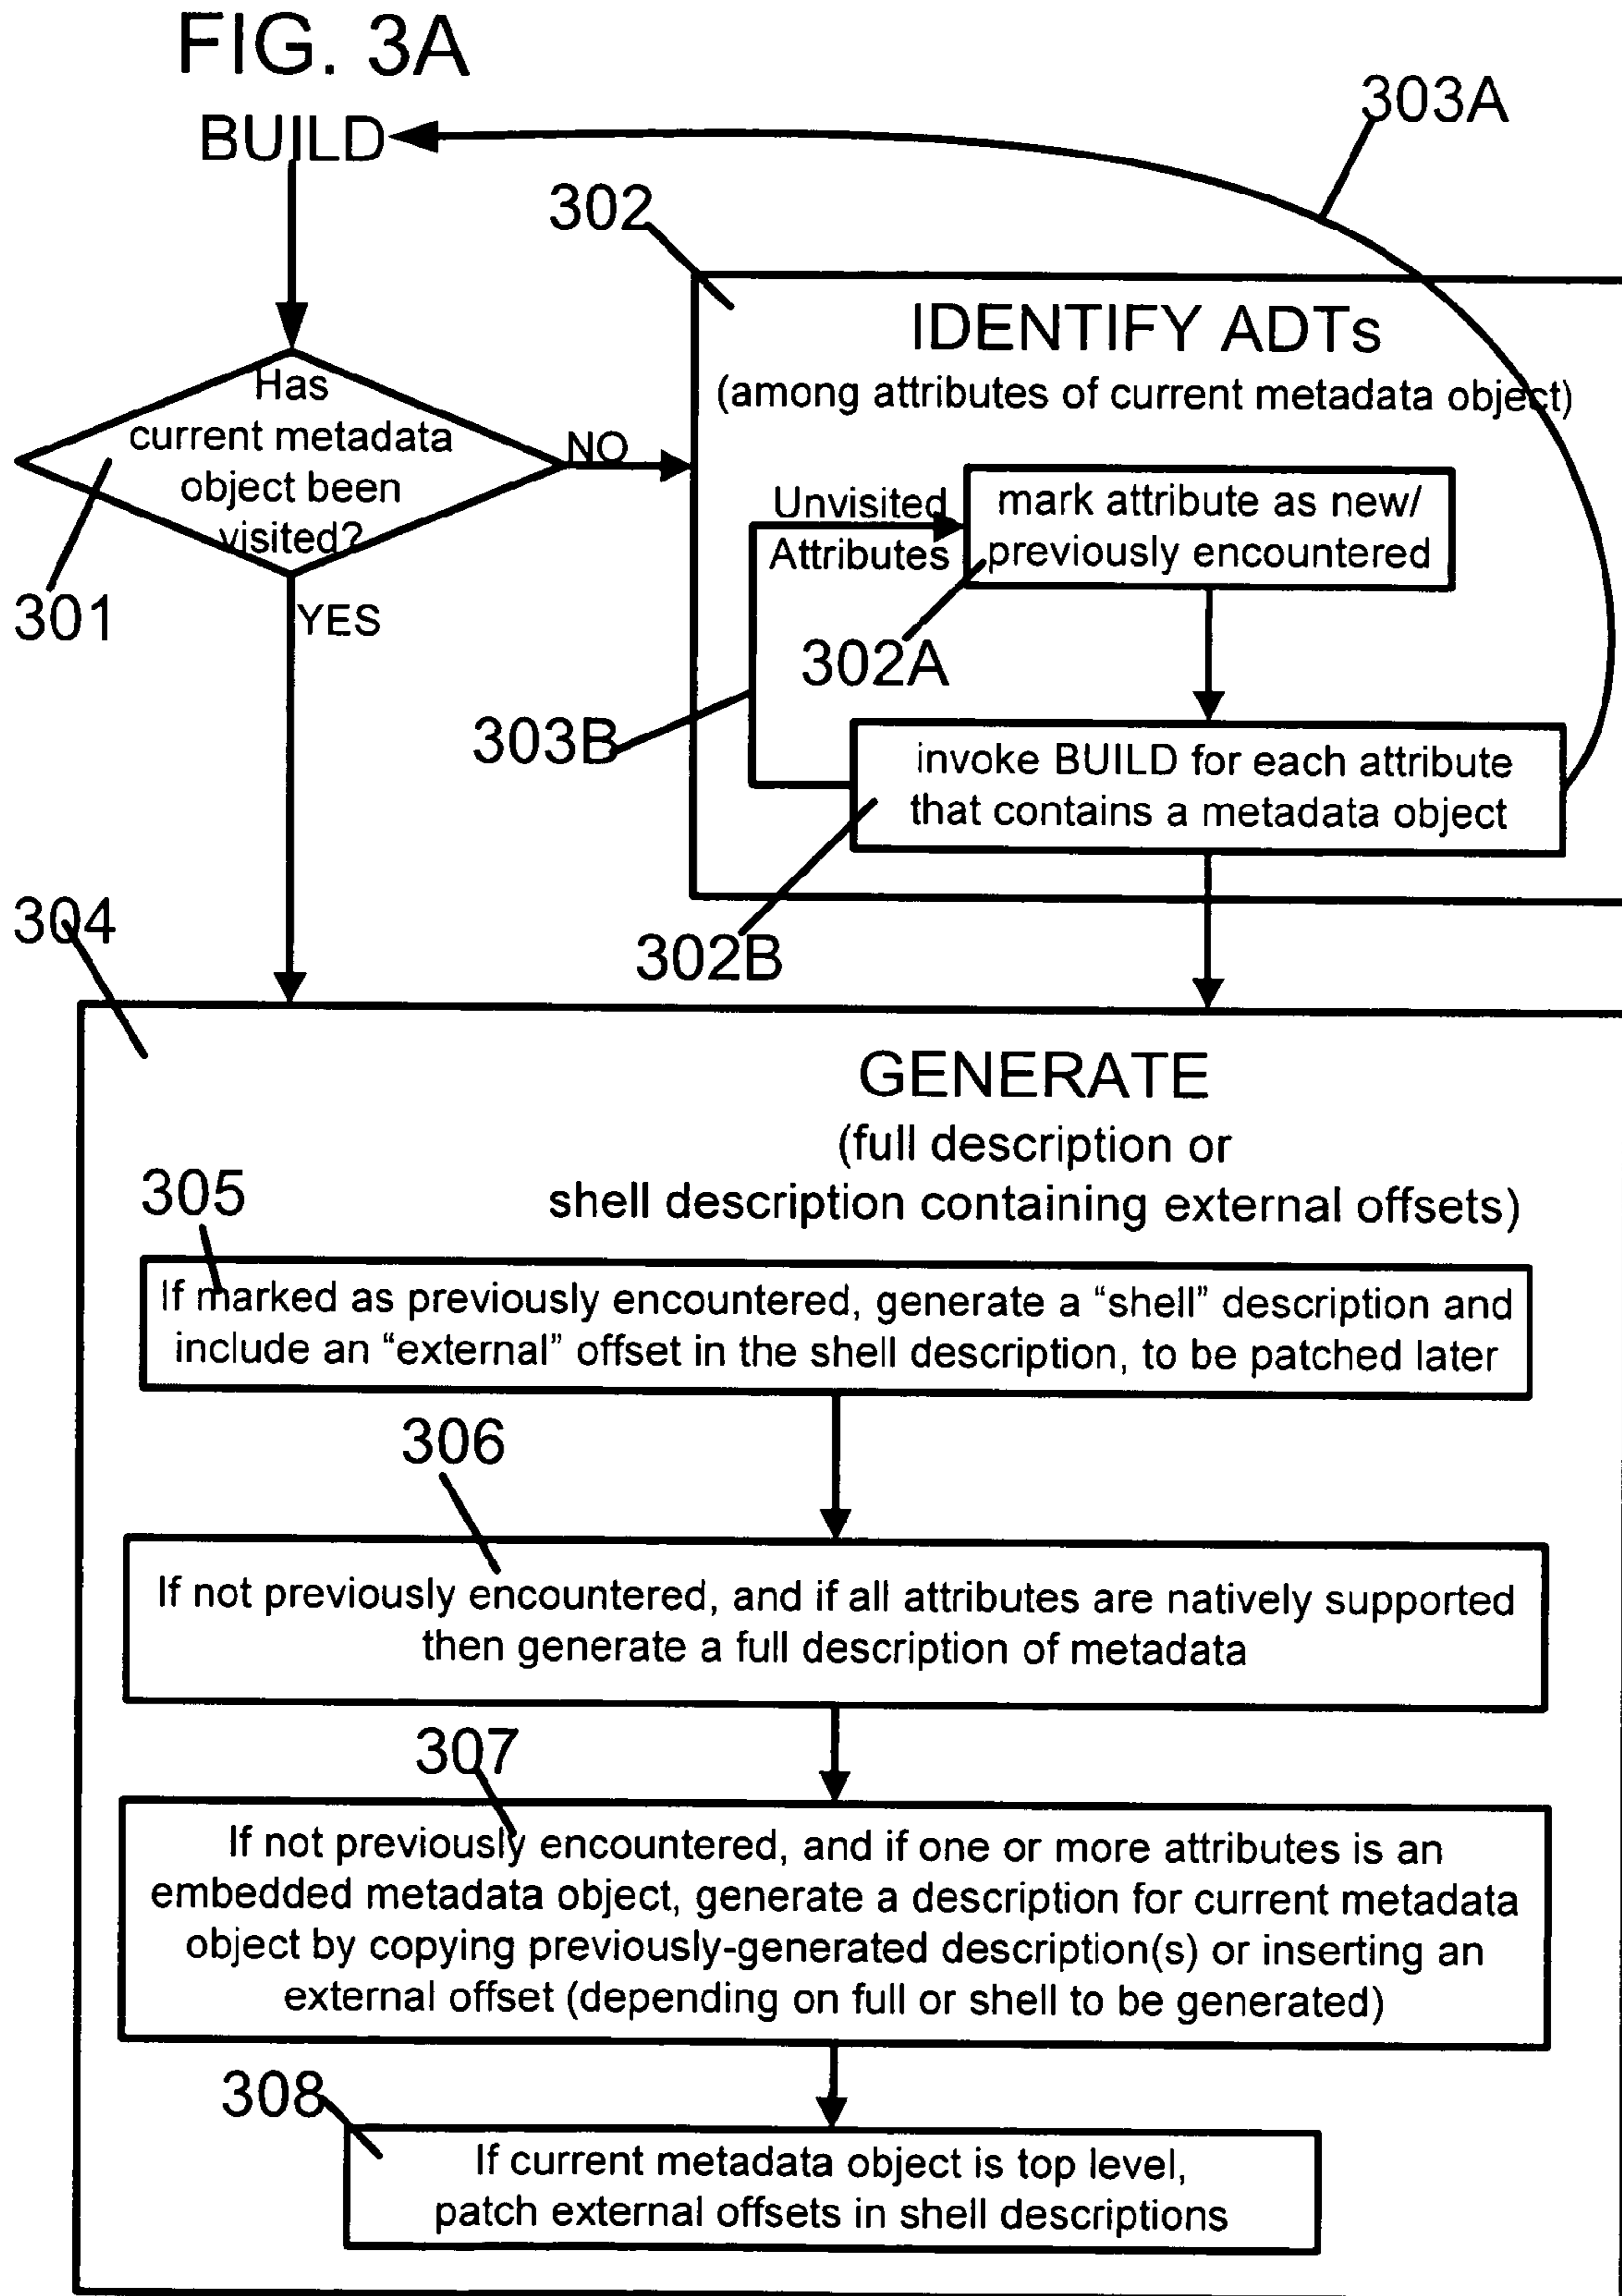 FIG. 3A
303A
BUILD
302
IDENTIFY ADTs
(among attributes of current metadata object)
Has
current metadata
object been
visited?
NO
Unvisited
Attributes
mark attribute as new/
previously encountered
301
YES
302A
303B
invoke BUILD for each attribute
that contains a metadata object
304
302B
GENERATE
(full description or
shell description containing external offsets)
305
If marked as previously encountered, generate a “shell” description and
include an “external” offset in the shell description, to be patched later
306
If not previously encountered, and if all attributes are natively supported
then generate a full description of metadata
307
If not previously encountered, and if one or more attributes is an
embedded metadata object, generate a description for current metadata
object by copying previously-generated description(s) or inserting an
external offset (depending on full or shell to be generated)
308
If current metadata object is top level,
patch external offsets in shell descriptions